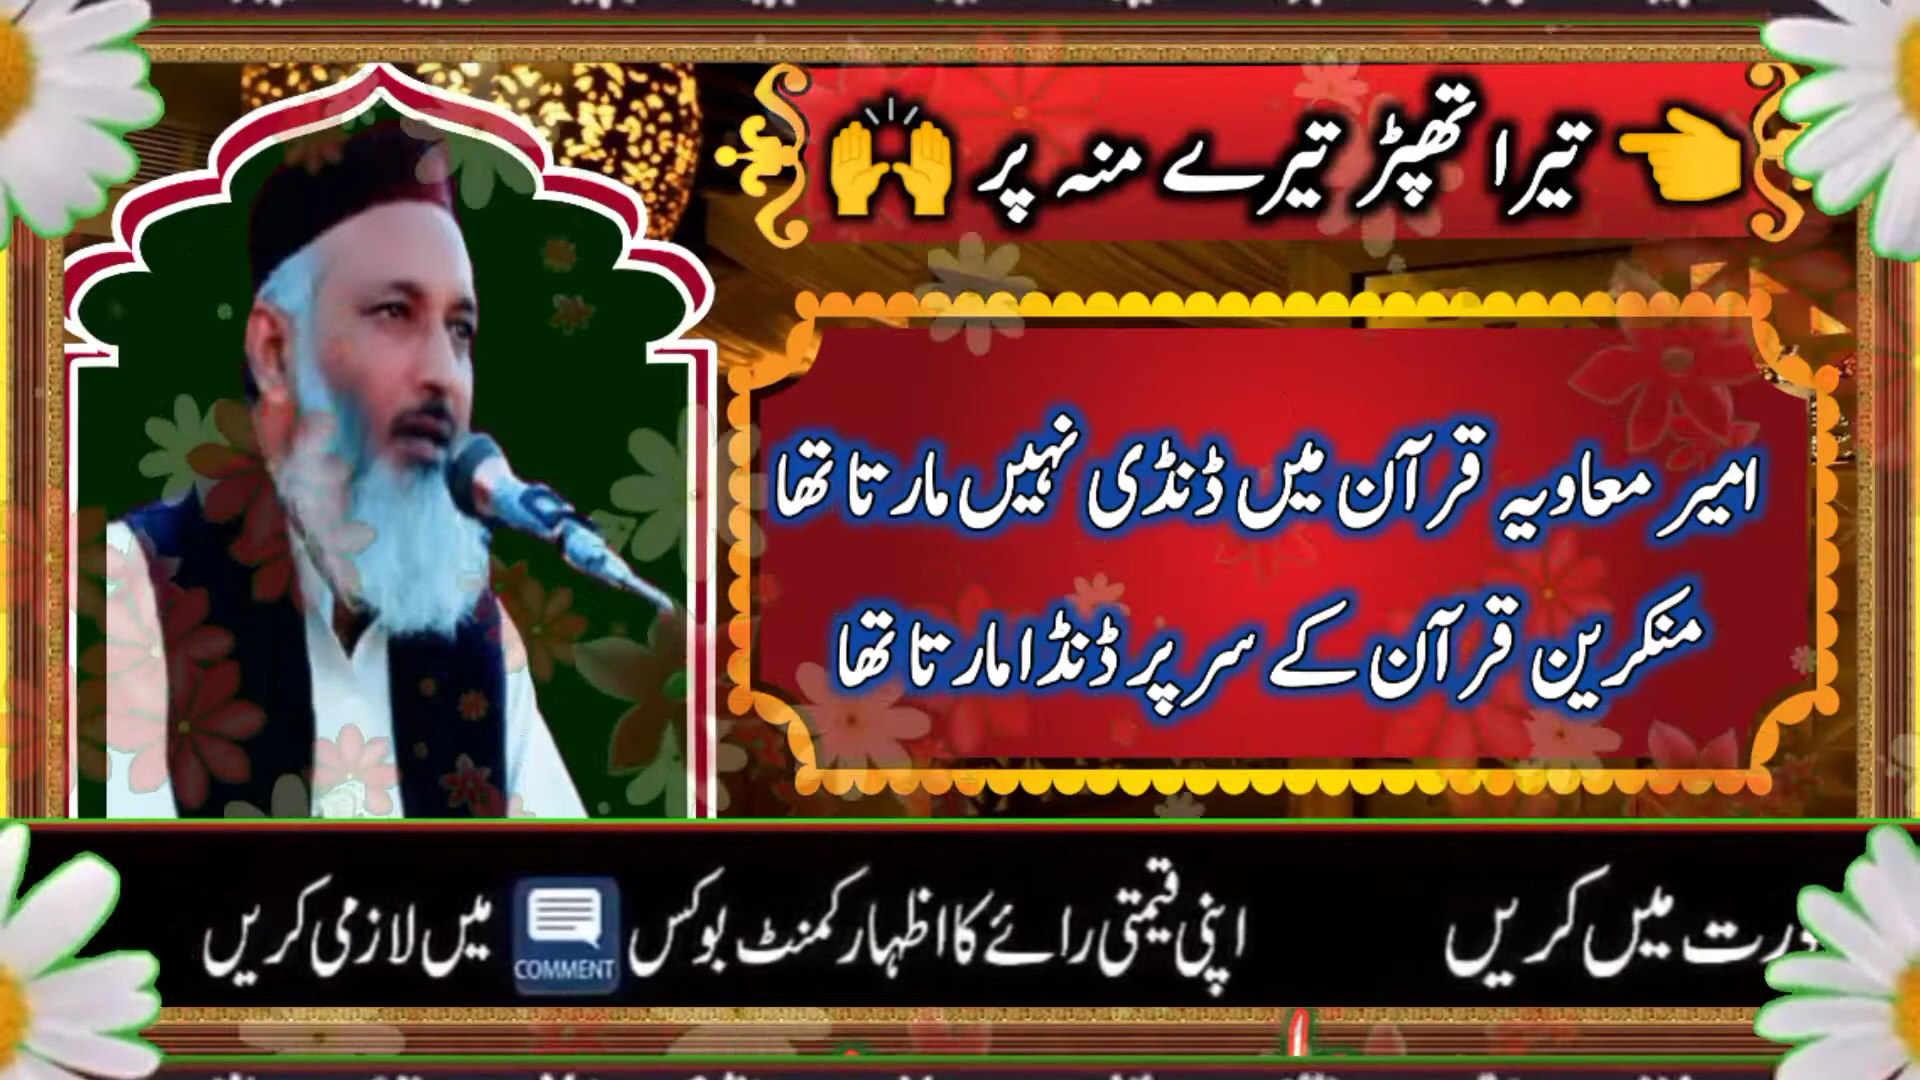 تیرا تھپڑ تیرے منہ پر
امیر معاویہ قرآن میں ڈنڈی نہیں مارتا تھا
منکرین قرآن کے سر پر ڈنڈا مارتا تھا
میں کریں اپنی قیمتی رائے کا اظہار کمنٹ بوکس COMMENT میں لازمی کریں